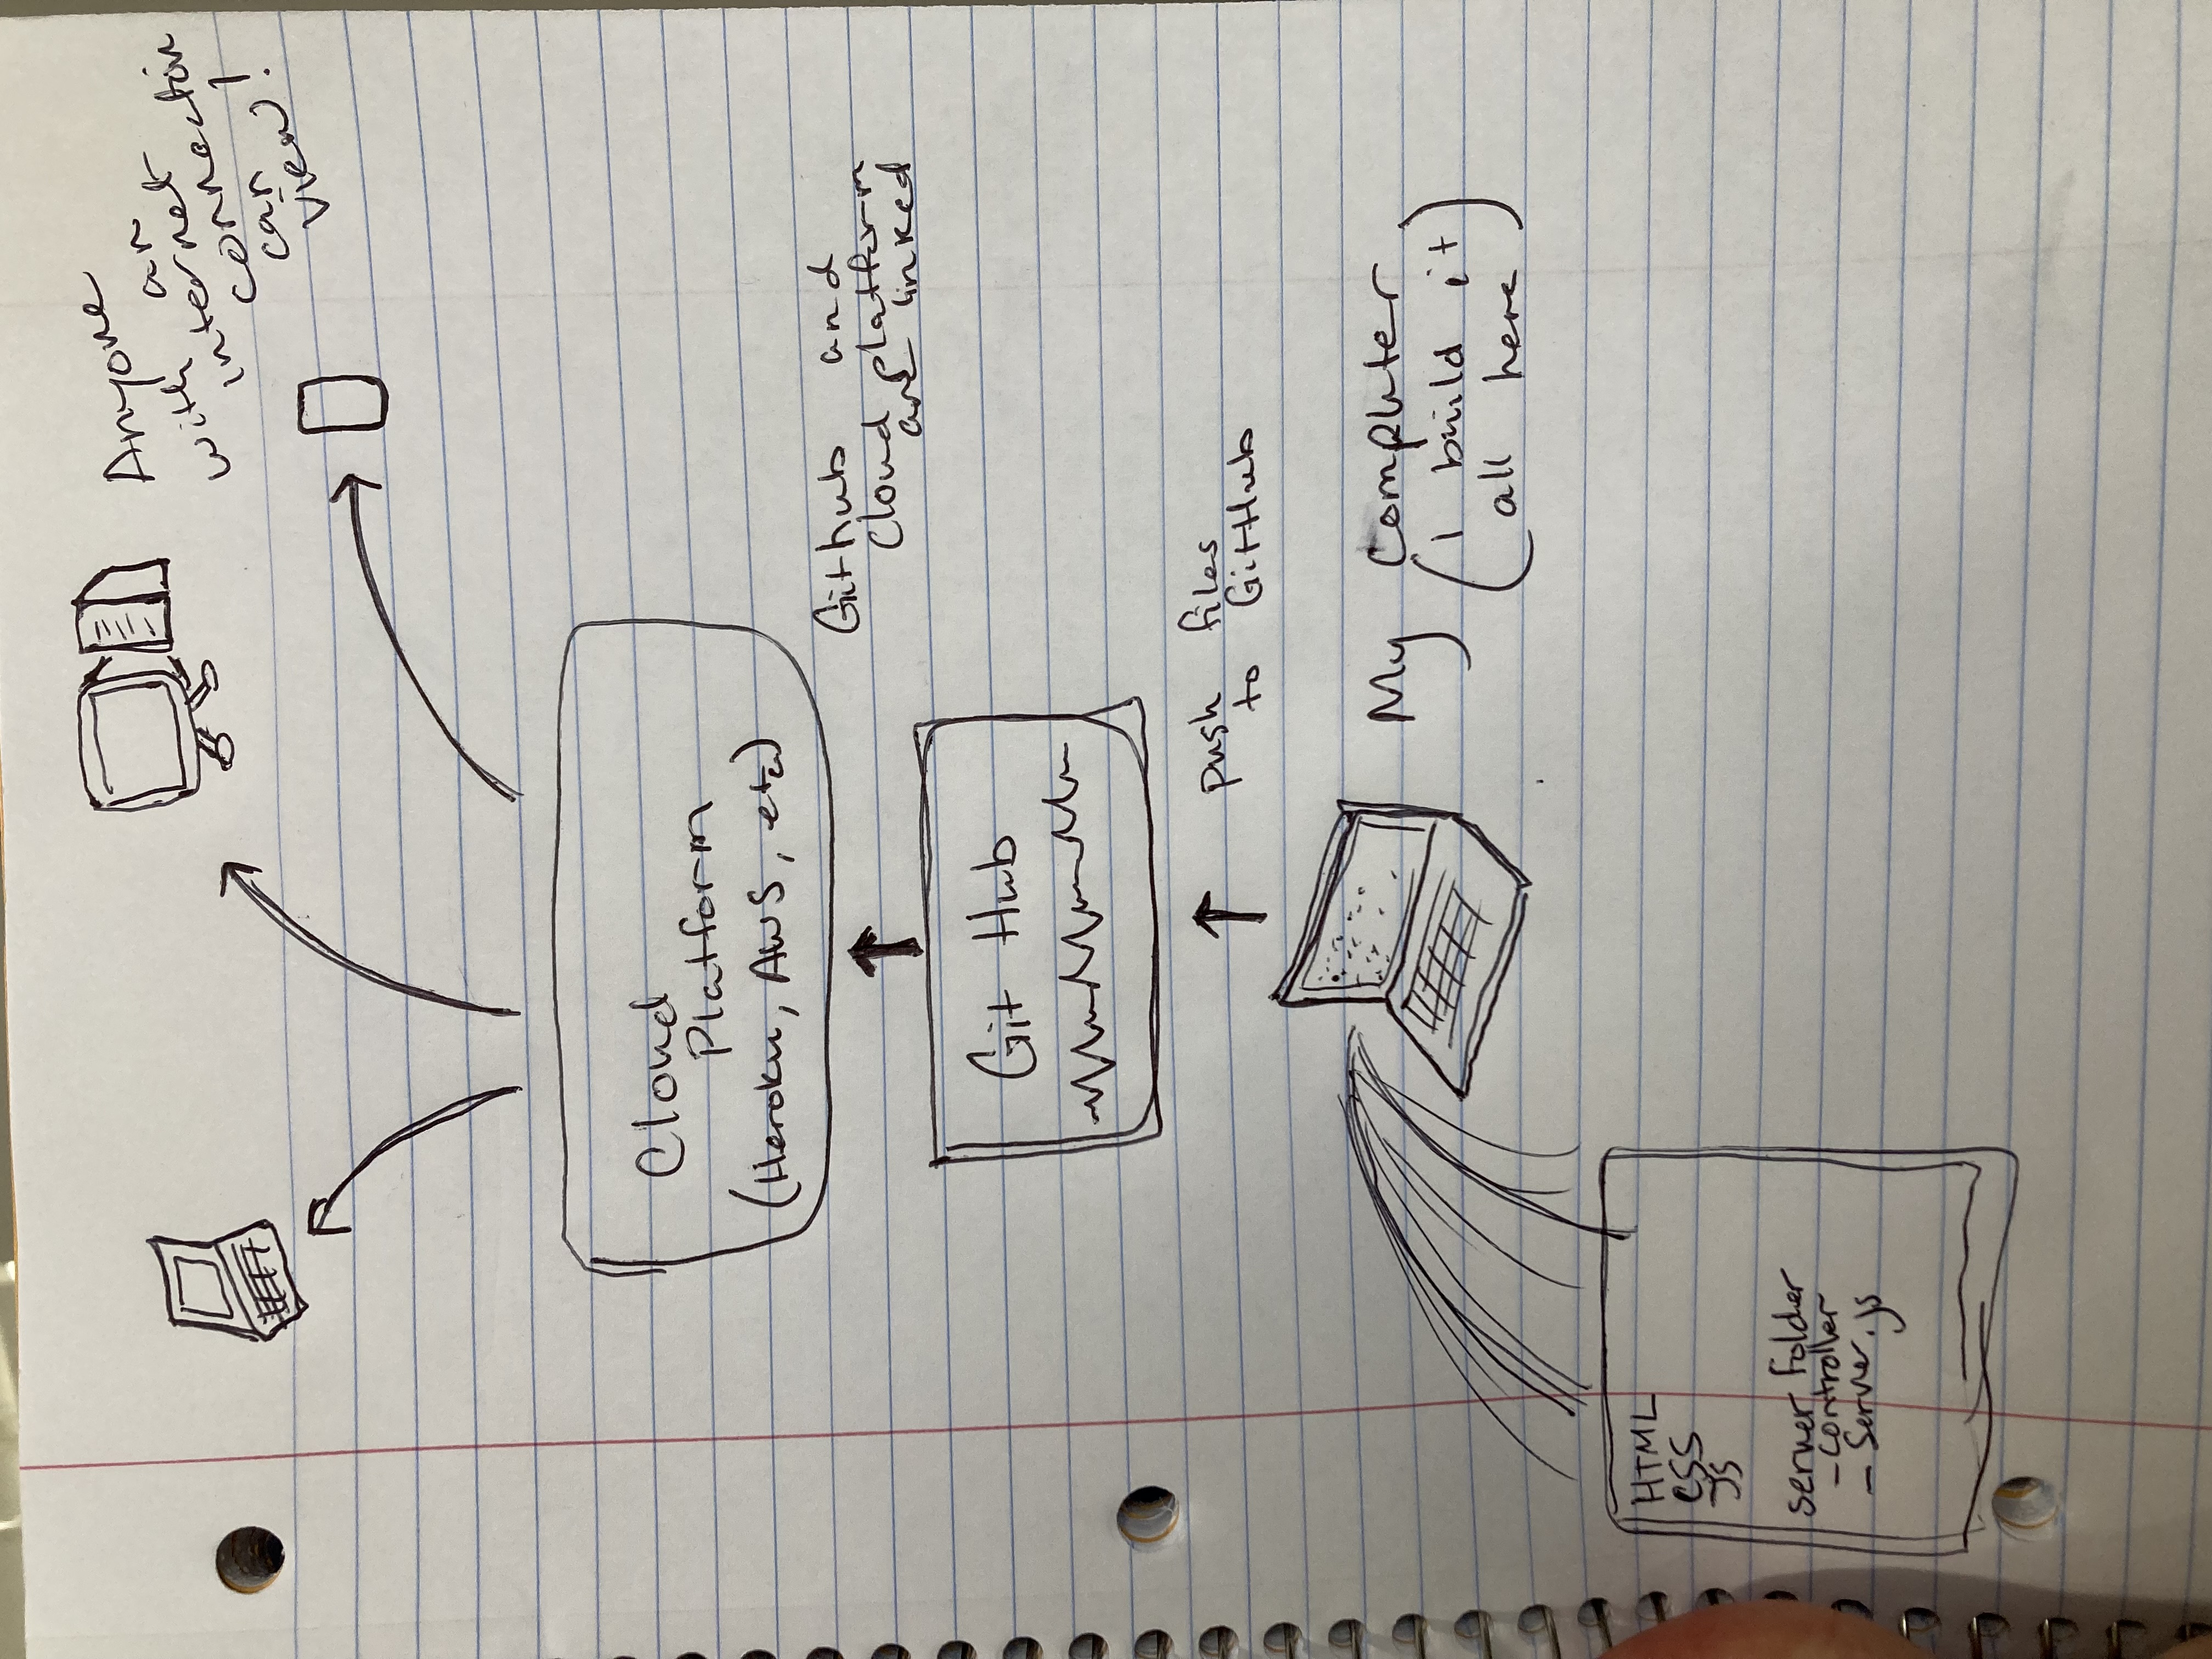 Anyone
with an
internet
connection
can
view!
Cloud
Platform
(Heroku, AWS, etc)
Github and
cloud platform
are linked
Git Hub
push files
to GitHub
My Computer
(I build it
all here)
HTML
CSS
JS
server folder
- controller
- Server.js